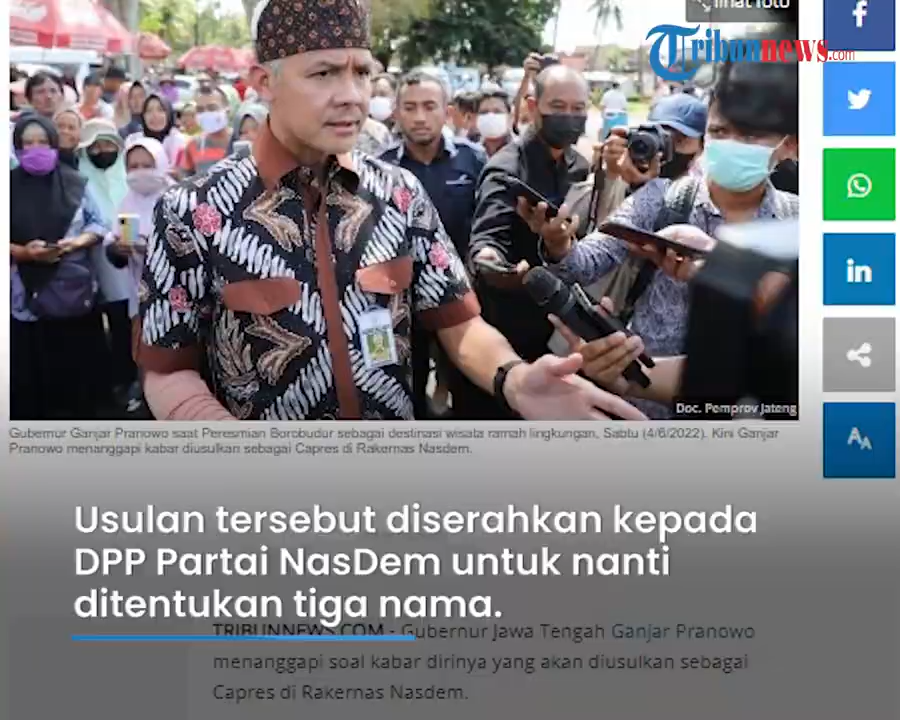 lihat foto
Tribunnews.com
Doc. Pemprov Jateng
Gubernur Ganjar Pranowo saat Peresmian Borobudur sebagai destinasi wisata ramah lingkungan, Sabtu (4/6/2022). Kini Ganjar
Pranowo menanggapi kabar diusulkan sebagai Capres di Rakernas Nasdem.
Usulan tersebut diserahkan kepada
DPP Partai NasDem untuk nanti
ditentukan tiga nama.
TRIBUNNEWS.COM - Gubernur Jawa Tengah Ganjar Pranowo
menanggapi soal kabar dirinya yang akan diusulkan sebagai
Capres di Rakernas Nasdem.